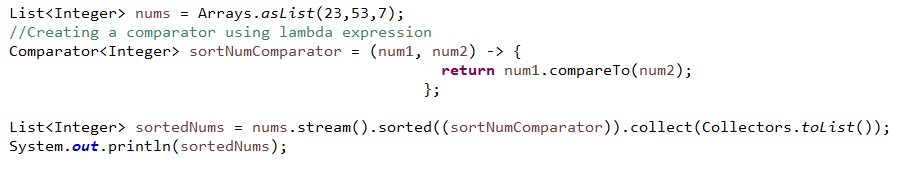 List<Integer> nums = Arrays.asList(23,53,7);
//Creating a comparator using lambda expression
Comparator<Integer> sortNumComparator = (num1, num2) -> {
return num1.compareTo(num2);
};
List<Integer> sortedNums = nums.stream().sorted((sortNumComparator)).collect(Collectors.toList());
System.out.println(sortedNums);